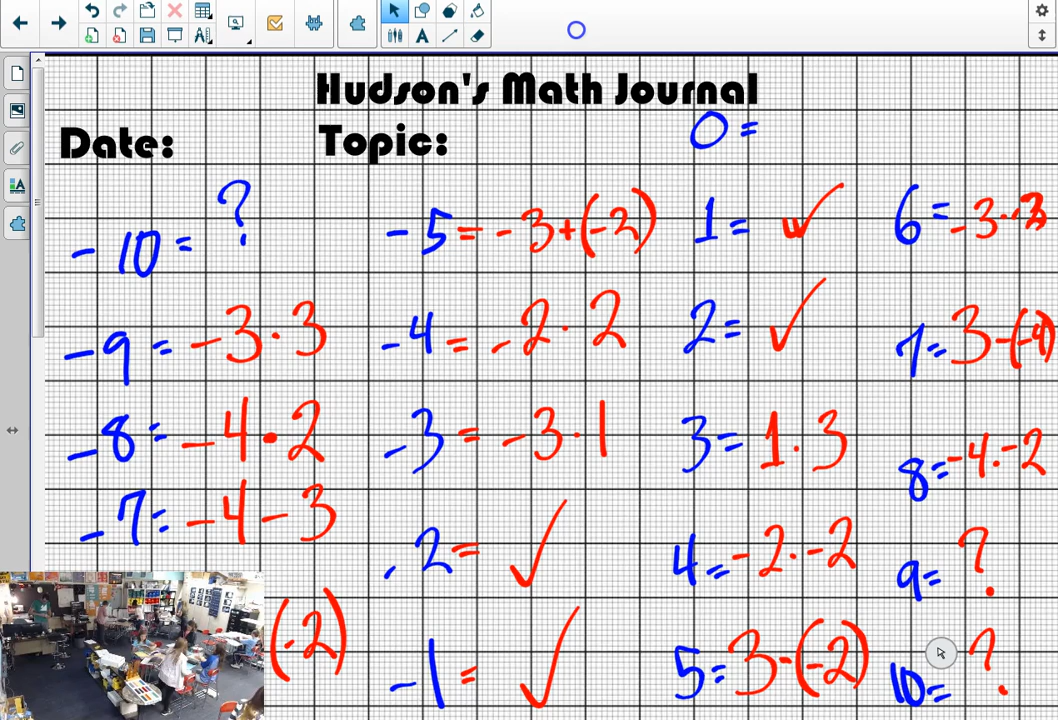 Hudson's Math Journal
Date:
Topic:
0 =
-10 = ?
-9 = -3·3
-8 = -4·2
-7 = -4-3
(-2)
-5 = -3+(-2)
-4 = -2·2
-3 = -3·1
-2 = ✓
-1 = ✓
1 = ✓
2 = ✓
3 = 1·3
4 = -2·-2
5 = 3-(-2)
6 =
7 = 3-(-4)
8 = -4·-2
9 = ?
10 = ?